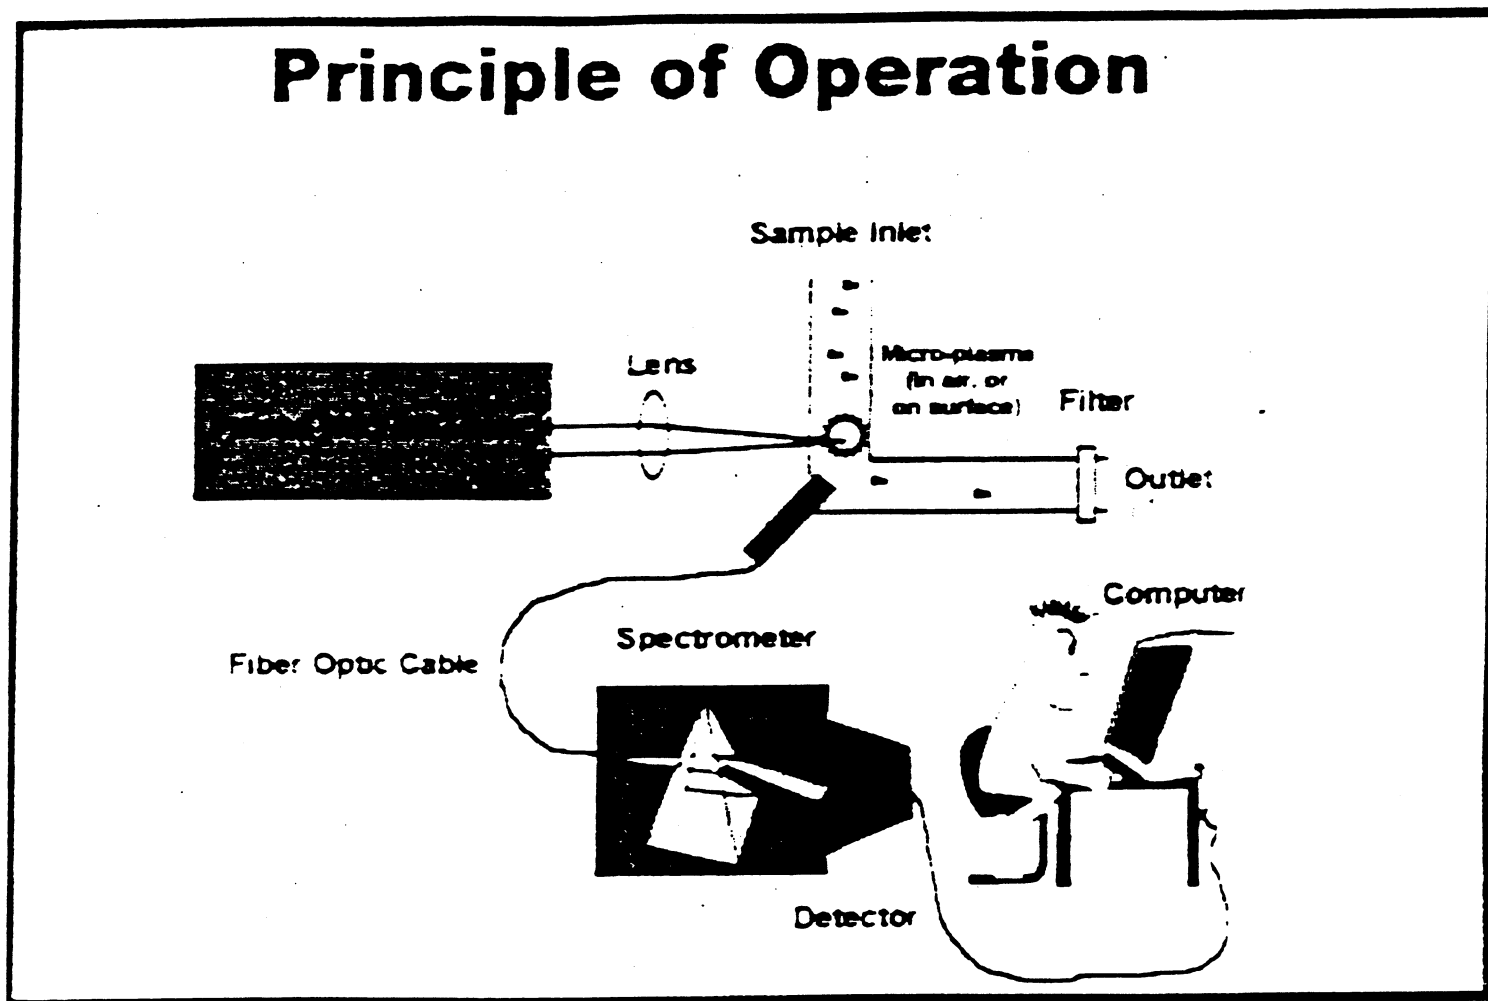 Principle of Operation
Sample Inlet
Lens
Micro-plasma
(In air, or
on surface)
Filter
Outlet
Computer
Spectrometer
Fiber Optic Cable
Detector